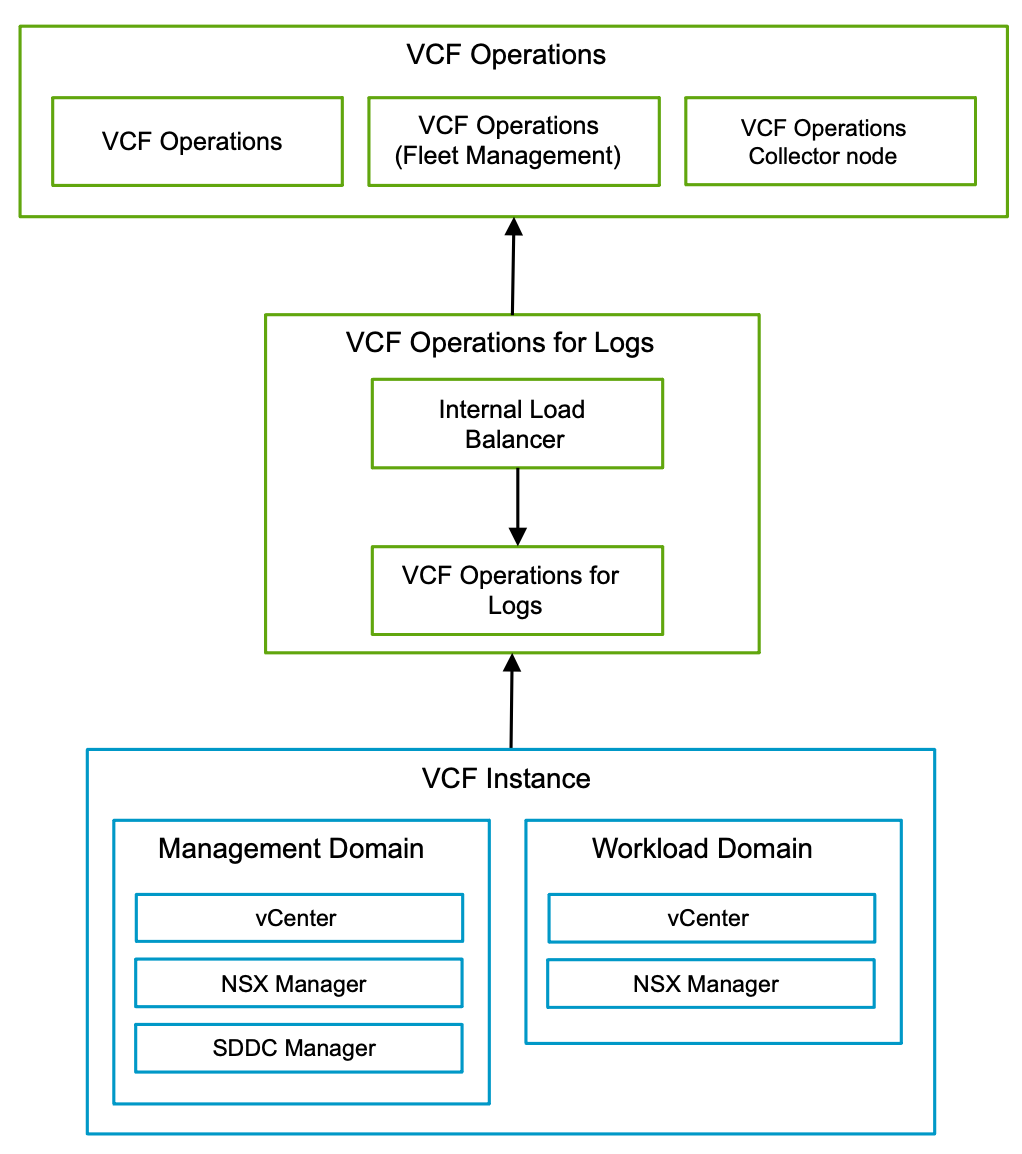 VCF Operations
VCF Operations
VCF Operations
(Fleet Management)
VCF Operations
Collector node
VCF Operations for Logs
Internal Load
Balancer
VCF Operations for
Logs
VCF Instance
Management Domain
vCenter
NSX Manager
SDDC Manager
Workload Domain
vCenter
NSX Manager